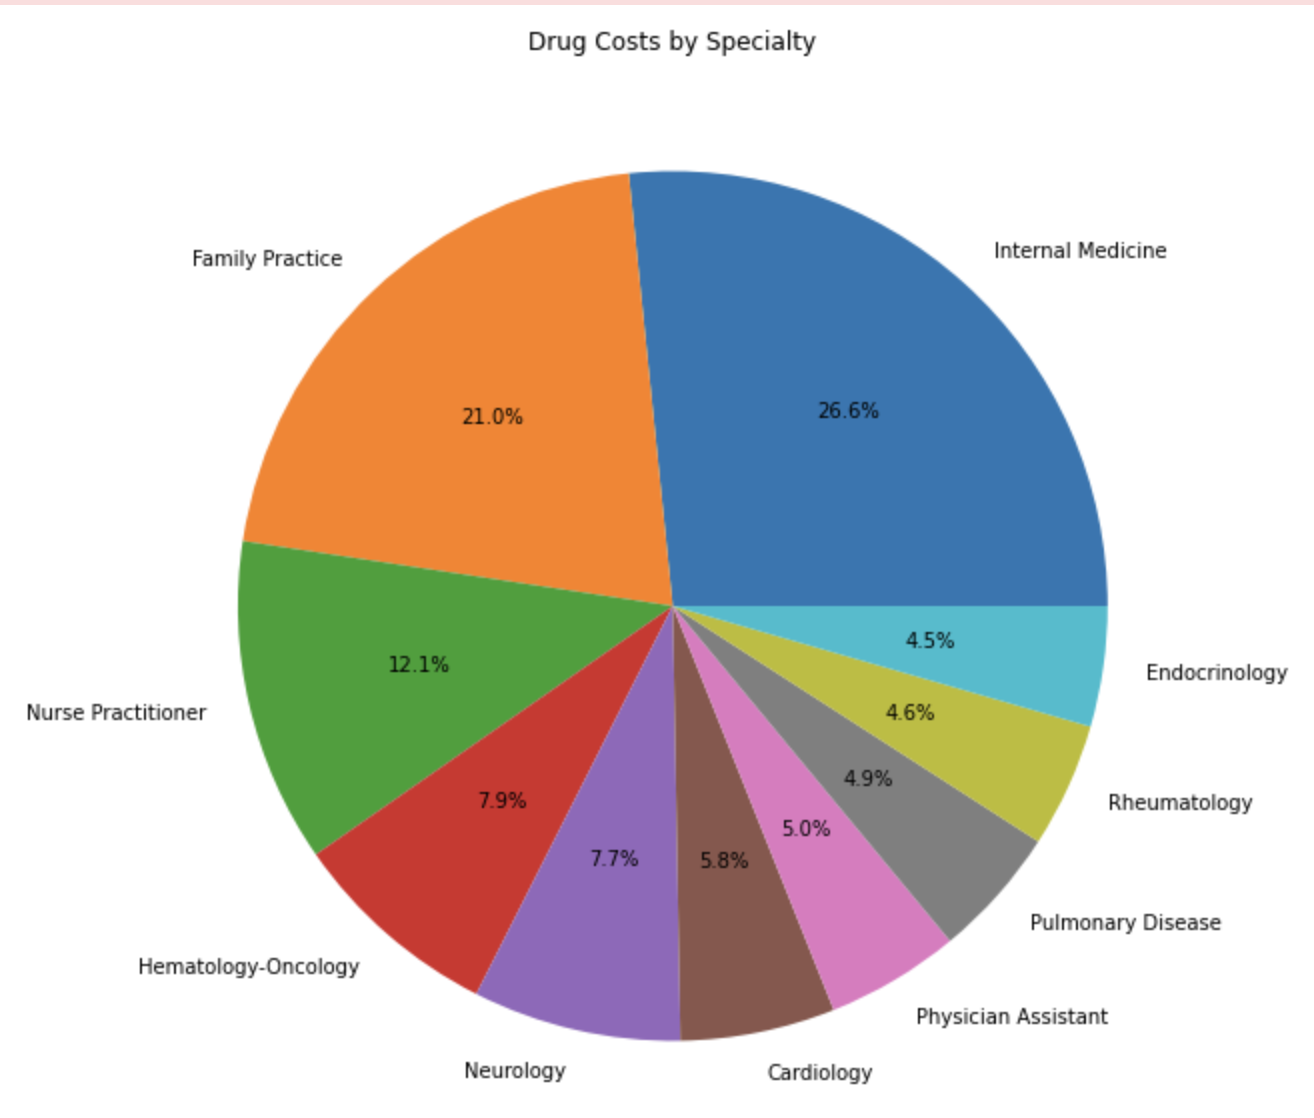 Drug Costs by Specialty
Internal Medicine
26.6%
Family Practice
21.0%
Nurse Practitioner
12.1%
Hematology-Oncology
7.9%
Neurology
7.7%
Cardiology
5.8%
Physician Assistant
5.0%
Pulmonary Disease
4.9%
Rheumatology
4.6%
Endocrinology
4.5%